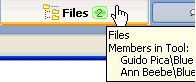 Files 2
Files
Members in Tool:
Guido Pica\Blue
Ann Beebe\Blue